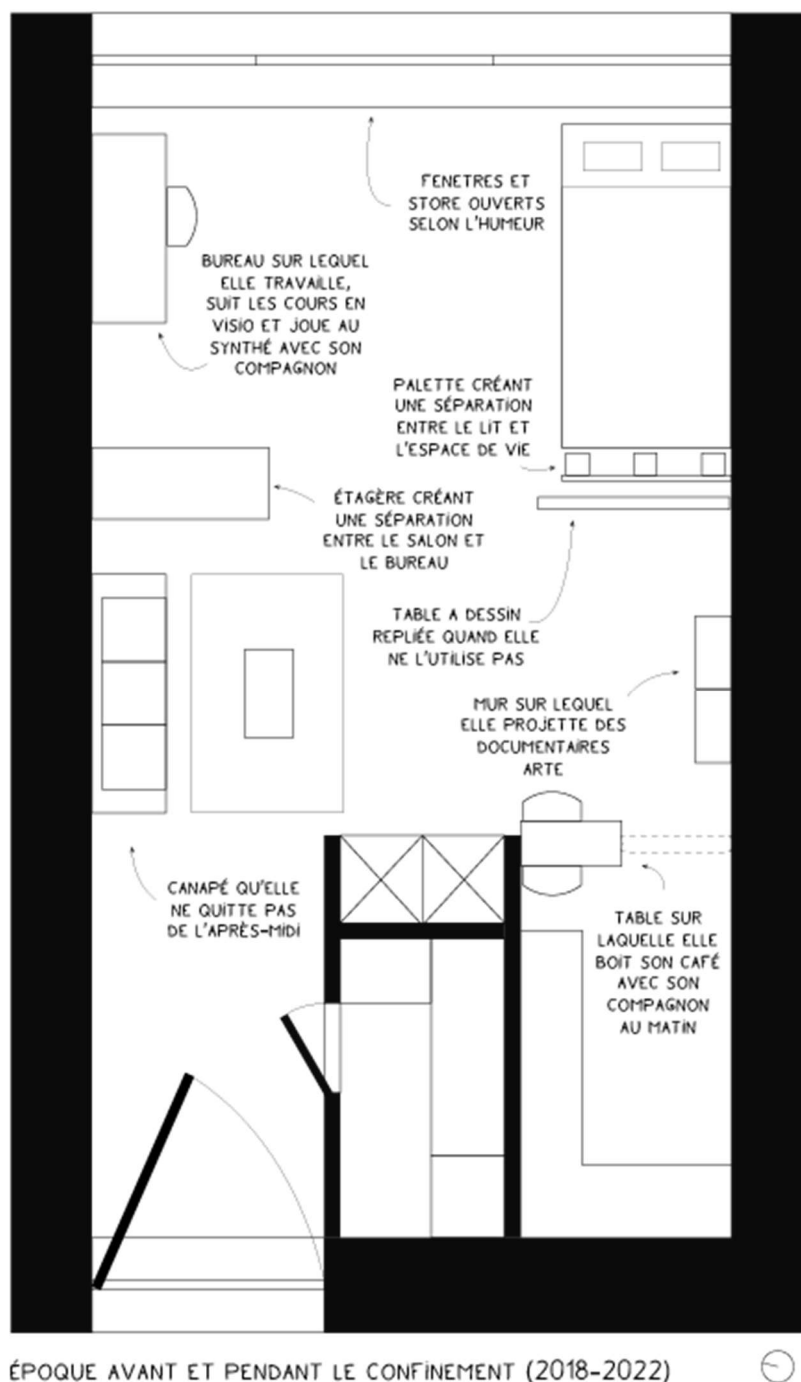 FENETRES ET
STORE OUVERTS
SELON L'HUMEUR
BUREAU SUR LEQUEL
ELLE TRAVAILLE,
SUIT LES COURS EN
VISIO ET JOUE AU
SYNTHÉ AVEC SON
COMPAGNON
PALETTE CRÉANT
UNE SÉPARATION
ENTRE LE LIT ET
L'ESPACE DE VIE
ÉTAGÈRE CRÉANT
UNE SÉPARATION
ENTRE LE SALON ET
LE BUREAU
TABLE A DESSIN
REPLIÉE QUAND ELLE
NE L'UTILISE PAS
MUR SUR LEQUEL
ELLE PROJETTE DES
DOCUMENTAIRES
ARTE
CANAPÉ QU'ELLE
NE QUITTE PAS
DE L'APRÈS-MIDI
TABLE SUR
LAQUELLE ELLE
BOIT SON CAFÉ
AVEC SON
COMPAGNON
AU MATIN
ÉPOQUE AVANT ET PENDANT LE CONFINEMENT (2018-2022)